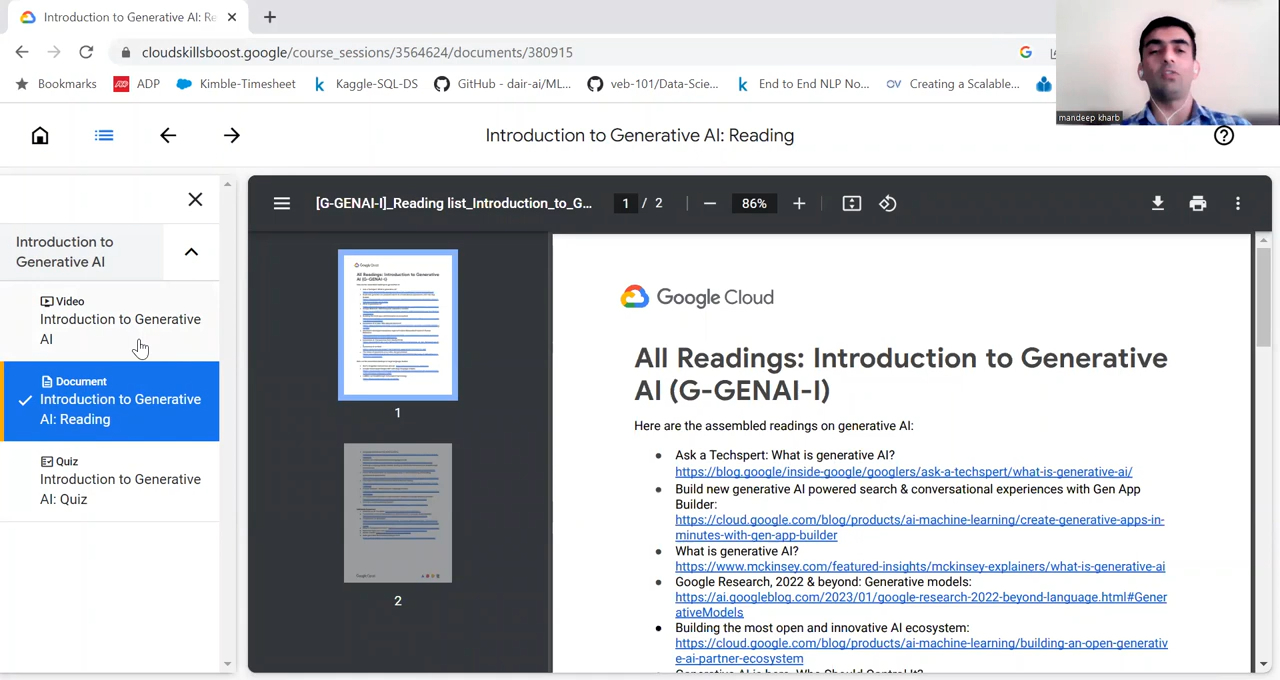 Introduction to Generative AI: Re
cloudskillsboost.google/course_sessions/3564624/documents/380915
Bookmarks
ADP
Kimble-Timesheet
Kaggle-SQL-DS
GitHub - dair-ai/ML...
veb-101/Data-Scie...
End to End NLP No...
Creating a Scalable...
mandeep kharb
Introduction to Generative AI: Reading
Introduction to
Generative AI
Video
Introduction to Generative
AI
Document
Introduction to Generative
AI: Reading
Quiz
Introduction to Generative
AI: Quiz
[G-GENAI-I]_Reading list_Introduction_to_G...
1 / 2
86%
1
2
Google Cloud
All Readings: Introduction to Generative
AI (G-GENAI-I)
Here are the assembled readings on generative AI:
Ask a Techspert: What is generative AI?
https://blog.google/inside-google/googlers/ask-a-techspert/what-is-generative-ai/
Build new generative AI powered search & conversational experiences with Gen App
Builder:
https://cloud.google.com/blog/products/ai-machine-learning/create-generative-apps-in-
minutes-with-gen-app-builder
What is generative AI?
https://www.mckinsey.com/featured-insights/mckinsey-explainers/what-is-generative-ai
Google Research, 2022 & beyond: Generative models:
https://ai.googleblog.com/2023/01/google-research-2022-beyond-language.html#Gener
ativeModels
Building the most open and innovative AI ecosystem:
https://cloud.google.com/blog/products/ai-machine-learning/building-an-open-generativ
e-ai-partner-ecosystem
Generative AI is here. Who Should Control It?